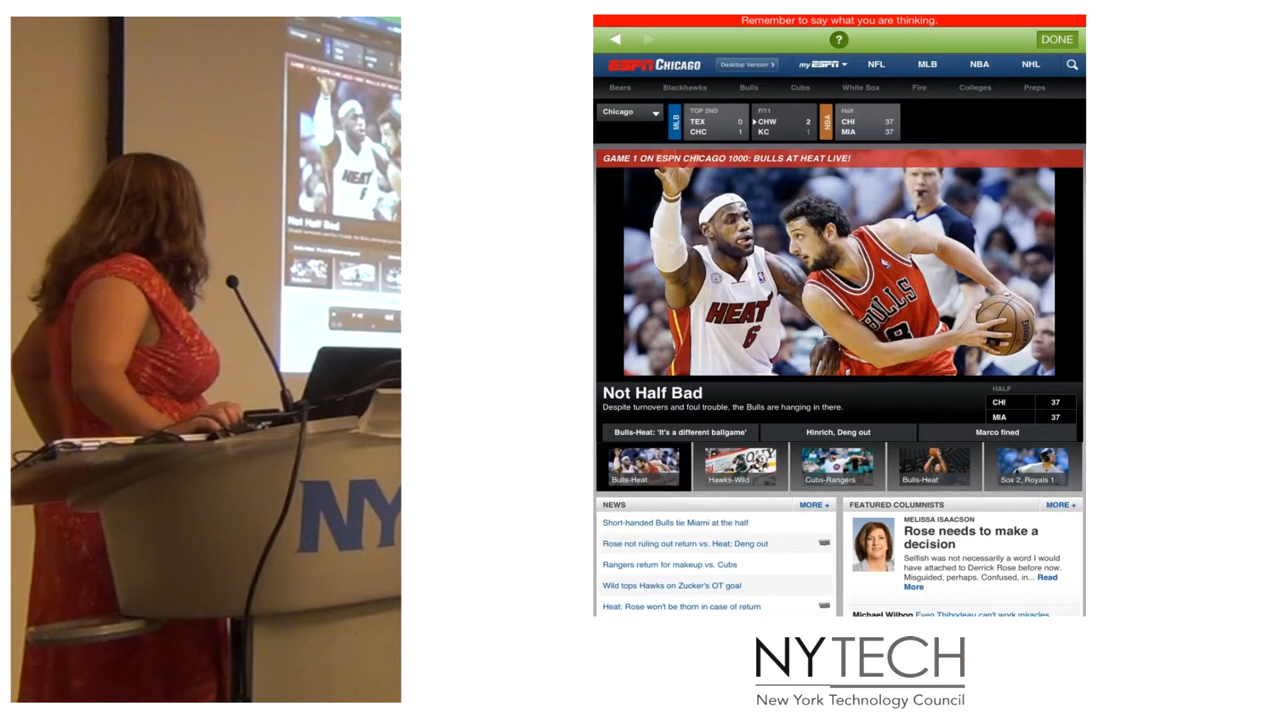 Remember to say what you are thinking.
?
DONE
ESPN CHICAGO
Desktop Version >
my ESPN
NFL
MLB
NBA
NHL
Bears
Blackhawks
Bulls
Cubs
White Sox
Fire
Colleges
Preps
Chicago
MLB
TOP 2ND
TEX 0
CHC 1
F/11
CHW 2
KC 1
NBA
Half
CHI 37
MIA 37
GAME 1 ON ESPN CHICAGO 1000: BULLS AT HEAT LIVE!
HEAT
6
BULLS
Not Half Bad
Despite turnovers and foul trouble, the Bulls are hanging in there.
HALF
CHI 37
MIA 37
Bulls-Heat: 'It's a different ballgame'
Hinrich, Deng out
Marco fined
Bulls-Heat
Hawks-Wild
Cubs-Rangers
Bulls-Heat
Sox 2, Royals 1
NEWS
MORE +
Short-handed Bulls tie Miami at the half
Rose not ruling out return vs. Heat; Deng out
Rangers return for makeup vs. Cubs
Wild tops Hawks on Zucker's OT goal
Heat: Rose won't be thorn in case of return
FEATURED COLUMNISTS
MORE +
MELISSA ISAACSON
Rose needs to make a
decision
Selfish was not necessarily a word I would
have attached to Derrick Rose before now.
Misguided, perhaps. Confused, in... Read
More
Michael Wilbon Even Thibodeau can't work miracles
HEAT
6
Not Half Bad
NY
NYTECH
New York Technology Council